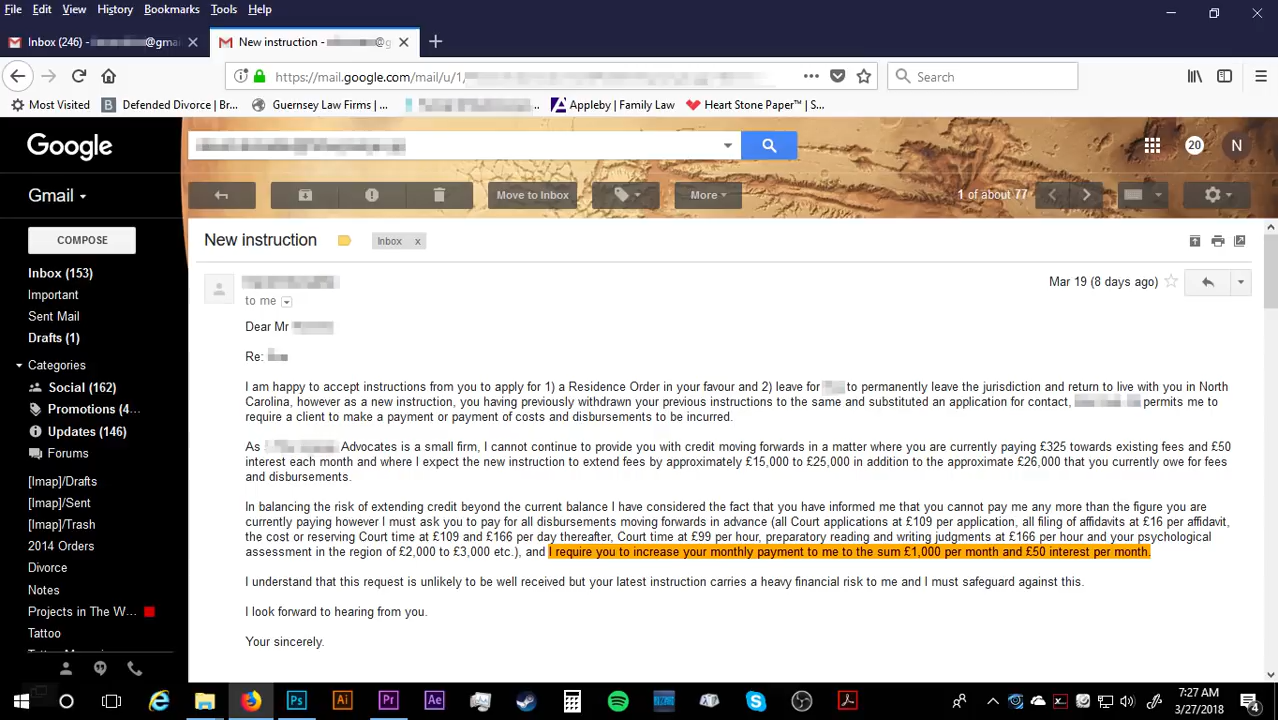 File Edit View History Bookmarks Tools Help
Inbox (246) - @gmai
New instruction - @g
https://mail.google.com/mail/u/1/
Search
Most Visited
Defended Divorce | Br...
Guernsey Law Firms | ...
..
Appleby | Family Law
Heart Stone Paper™ | S...
Google
20
N
Gmail
Move to Inbox
More
1 of about 77
COMPOSE
New instruction
Inbox x
Inbox (153)
Important
Sent Mail
Drafts (1)
Categories
Social (162)
Promotions (4...
Updates (146)
Forums
[Imap]/Drafts
[Imap]/Sent
[Imap]/Trash
2014 Orders
Divorce
Notes
Projects in The W...
Tattoo
Mar 19 (8 days ago)
to me
Dear Mr
Re:
I am happy to accept instructions from you to apply for 1) a Residence Order in your favour and 2) leave for to permanently leave the jurisdiction and return to live with you in North
Carolina, however as a new instruction, you having previously withdrawn your previous instructions to the same and substituted an application for contact, permits me to
require a client to make a payment or payment of costs and disbursements to be incurred.
As Advocates is a small firm, I cannot continue to provide you with credit moving forwards in a matter where you are currently paying £325 towards existing fees and £50
interest each month and where I expect the new instruction to extend fees by approximately £15,000 to £25,000 in addition to the approximate £26,000 that you currently owe for fees
and disbursements.
In balancing the risk of extending credit beyond the current balance I have considered the fact that you have informed me that you cannot pay me any more than the figure you are
currently paying however I must ask you to pay for all disbursements moving forwards in advance (all Court applications at £109 per application, all filing of affidavits at £16 per affidavit,
the cost or reserving Court time at £109 and £166 per day thereafter, Court time at £99 per hour, preparatory reading and writing judgments at £166 per hour and your psychological
assessment in the region of £2,000 to £3,000 etc.), and I require you to increase your monthly payment to me to the sum £1,000 per month and £50 interest per month.
I understand that this request is unlikely to be well received but your latest instruction carries a heavy financial risk to me and I must safeguard against this.
I look forward to hearing from you.
Your sincerely.
Ps
Ai
Pr
Ae
7:27 AM
3/27/2018
4